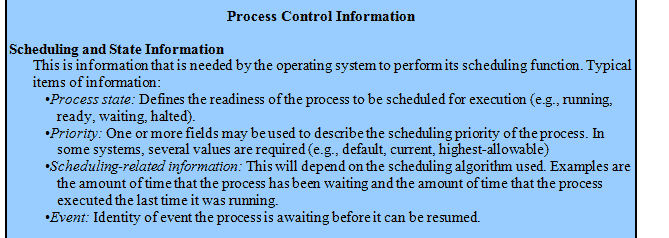 Process Control Information
Scheduling and State Information
This is information that is needed by the operating system to perform its scheduling function. Typical
items of information:
•Process state: Defines the readiness of the process to be scheduled for execution (e.g., running,
ready, waiting, halted).
•Priority: One or more fields may be used to describe the scheduling priority of the process. In
some systems, several values are required (e.g., default, current, highest-allowable)
•Scheduling-related information: This will depend on the scheduling algorithm used. Examples are
the amount of time that the process has been waiting and the amount of time that the process
executed the last time it was running.
•Event: Identity of event the process is awaiting before it can be resumed.